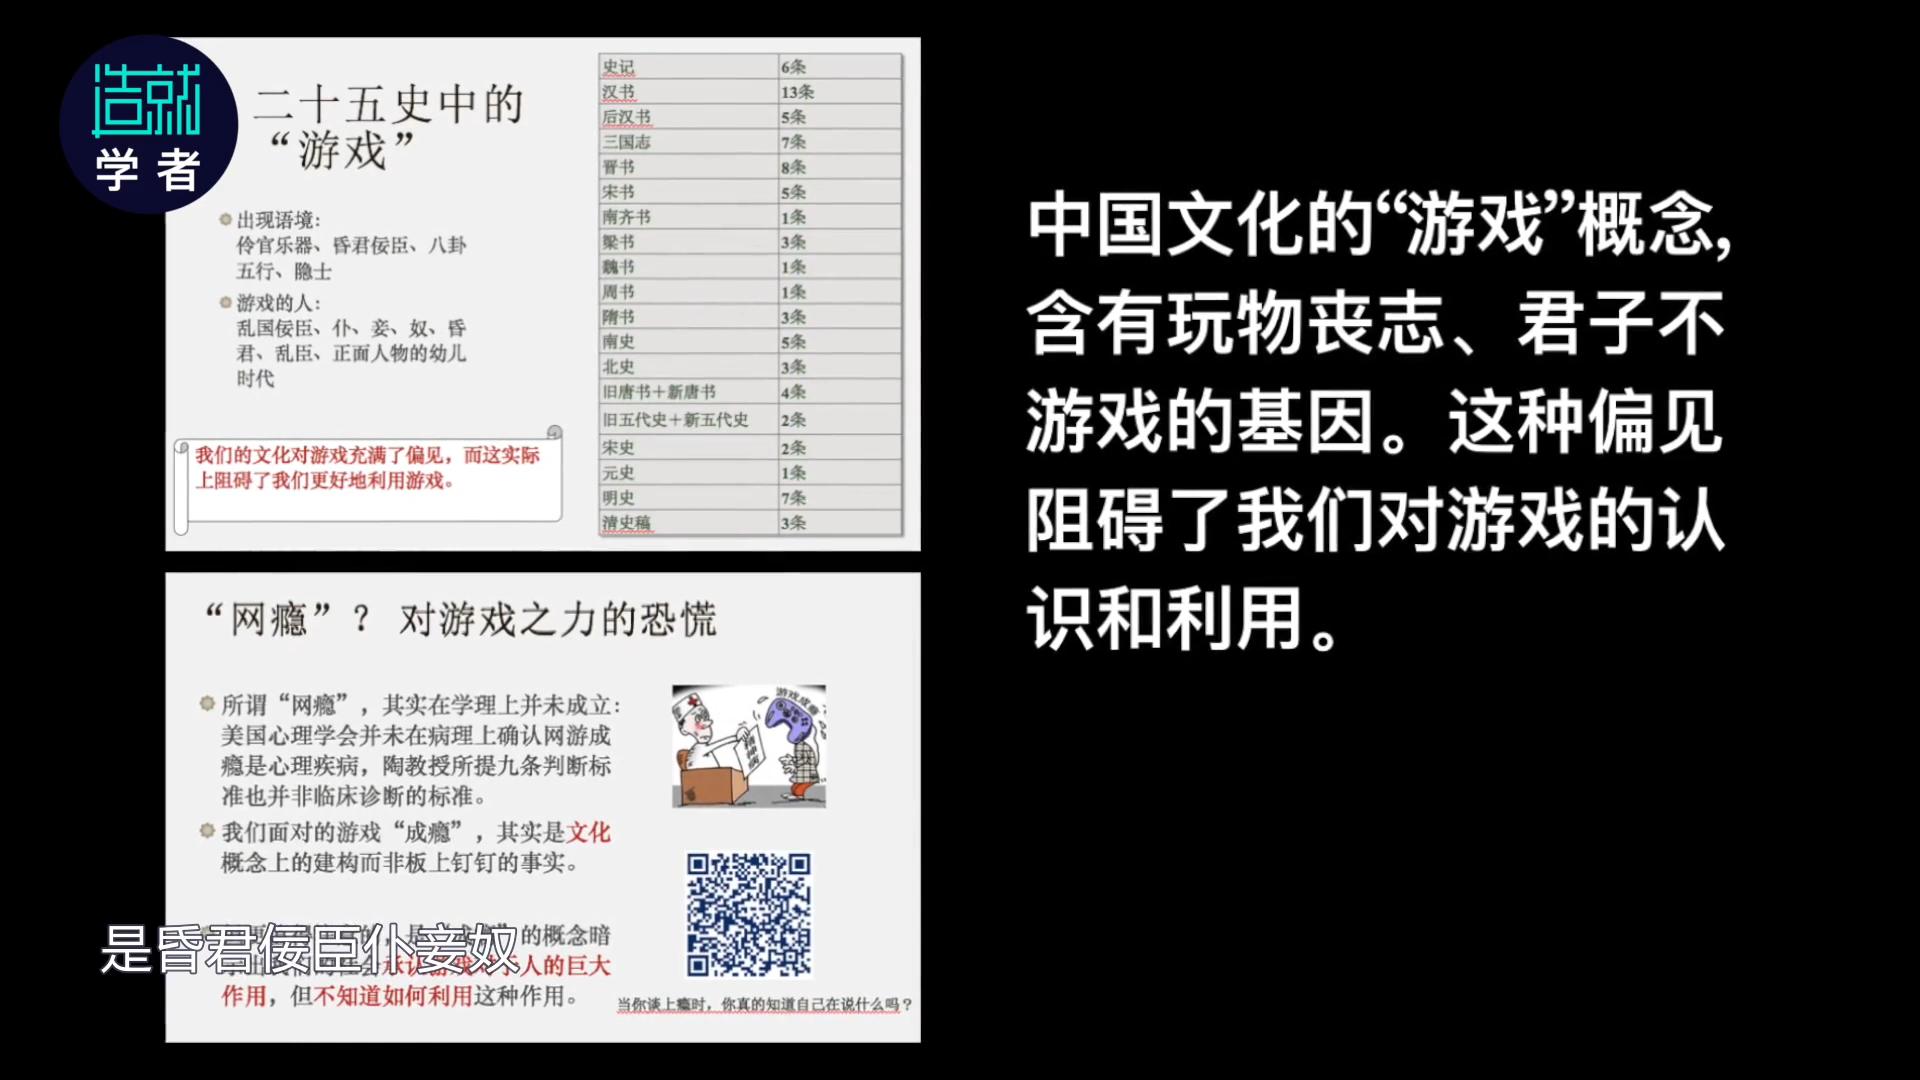 造就
学者
二十五史中的
“游戏”
出现语境：
伶官乐器、昏君佞臣、八卦
五行、隐士
游戏的人：
乱国佞臣、仆、妾、奴、昏
君、乱臣、正面人物的幼儿
时代
我们的文化对游戏充满了偏见，而这实际
上阻碍了我们更好地利用游戏。
史记 6条
汉书 13条
后汉书 5条
三国志 7条
晋书 8条
宋书 5条
南齐书 1条
梁书 3条
魏书 1条
周书 1条
隋书 3条
南史 5条
北史 3条
旧唐书＋新唐书 4条
旧五代史＋新五代史 2条
宋史 2条
元史 1条
明史 7条
清史稿 3条
“网瘾”？ 对游戏之力的恐慌
所谓“网瘾”，其实在学理上并未成立：
美国心理学会并未在病理上确认网游成
瘾是心理疾病，陶教授所提九条判断标
准也并非临床诊断的标准。
我们面对的游戏“成瘾”，其实是文化
概念上的建构而非板上钉钉的事实。
的概念暗
人的巨大
作用，但不知道如何利用这种作用。
游戏成瘾
精神病
当你谈上瘾时，你真的知道自己在说什么吗？
中国文化的“游戏”概念,
含有玩物丧志、君子不
游戏的基因。这种偏见
阻碍了我们对游戏的认
识和利用。
是昏君佞臣仆妾奴